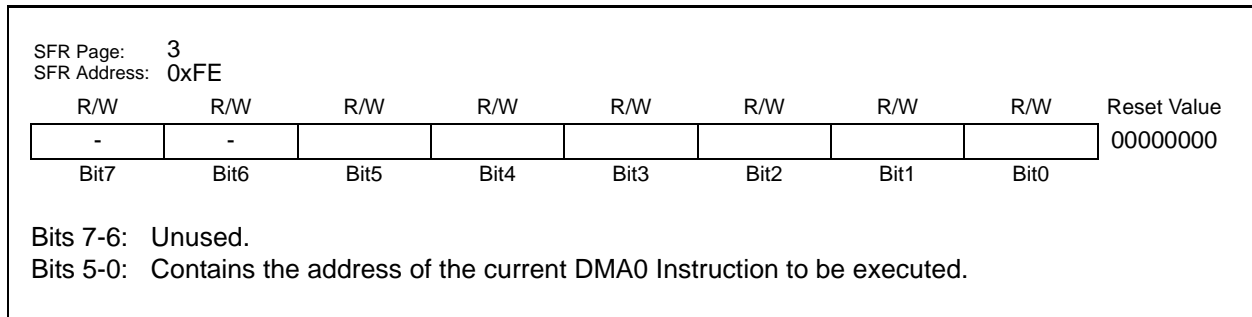 SFR Page: 3
SFR Address: 0xFE
R/W R/W R/W R/W R/W R/W R/W R/W Reset Value
- - 00000000
Bit7 Bit6 Bit5 Bit4 Bit3 Bit2 Bit1 Bit0
Bits 7-6: Unused.
Bits 5-0: Contains the address of the current DMA0 Instruction to be executed.